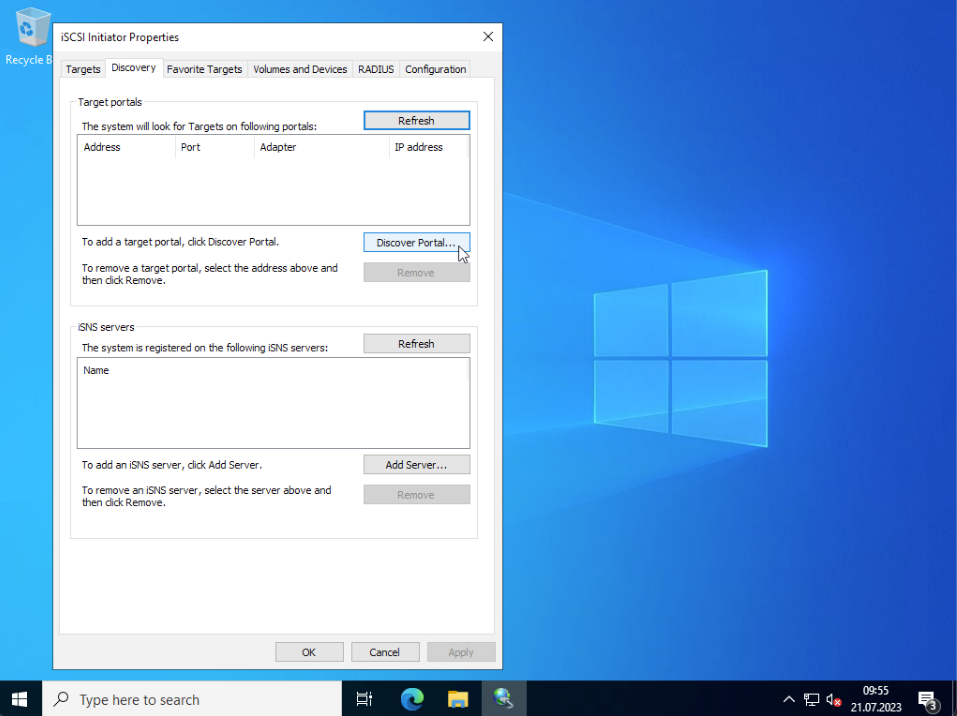 Recycle B
iSCSI Initiator Properties
Targets Discovery Favorite Targets Volumes and Devices RADIUS Configuration
Target portals
The system will look for Targets on following portals: Refresh
Address Port Adapter IP address
To add a target portal, click Discover Portal. Discover Portal...
To remove a target portal, select the address above and
then click Remove.
Remove
iSNS servers
The system is registered on the following iSNS servers: Refresh
Name
To add an iSNS server, click Add Server. Add Server...
To remove an iSNS server, select the server above and
then click Remove.
Remove
OK Cancel Apply
Type here to search
09:55
21.07.2023
3